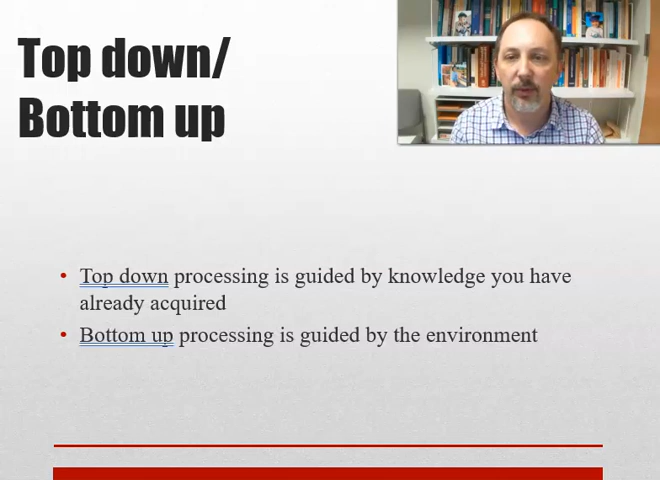 Top down/
Bottom up
• Top down processing is guided by knowledge you have
already acquired
• Bottom up processing is guided by the environment